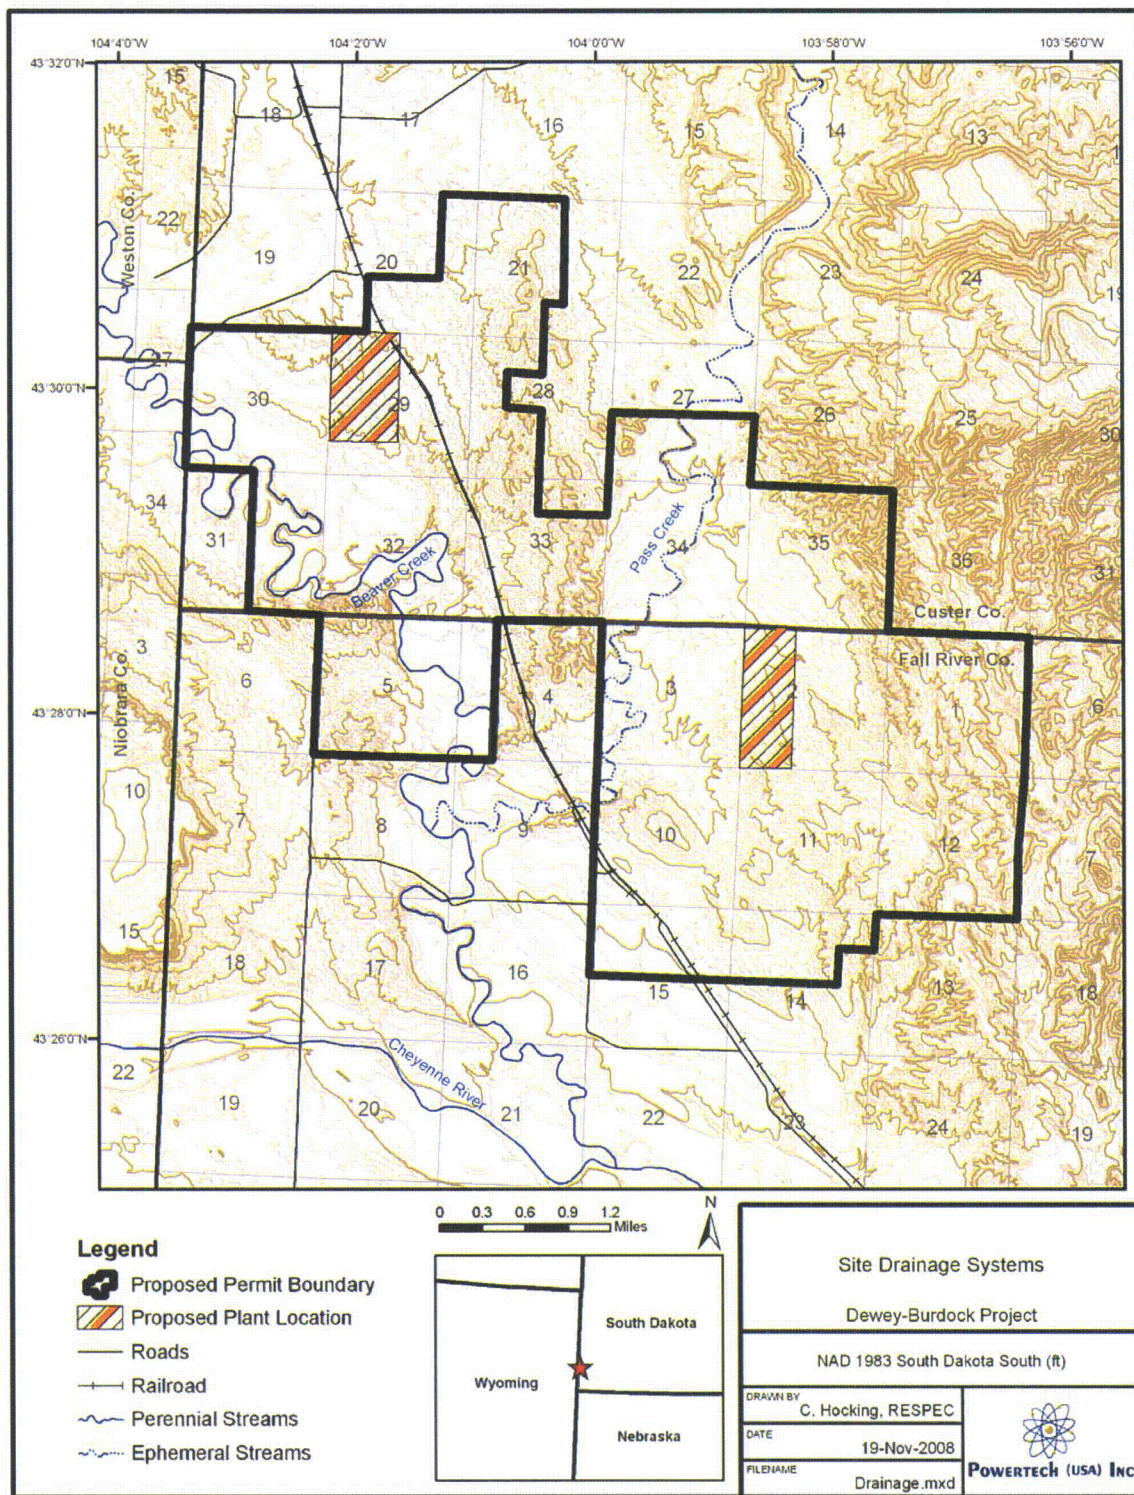 104°4'0"W 104°2'0"W 104°0'0"W 103°58'0"W 103°56'0"W
43°32'0"N
15 18 17 16 15 14 13
Weston Co.
22 19 20 21 22 23 24 19
43°30'0"N
27 30 29 28 27 26 25 30
34 31 32 33 34 35 36 31
Beaver Creek
Pass Creek
Custer Co.
Fall River Co.
Niobrara Co.
3 6 5 4 3 2 1 6
43°28'0"N
10 7 8 9 10 11 12 7
15 18 17 16 15 14 13 18
43°26'0"N
Cheyenne River
22 19 20 21 22 23 24 19
0 0.3 0.6 0.9 1.2
Miles
N
Legend
Proposed Permit Boundary
Proposed Plant Location
Roads
Railroad
Perennial Streams
Ephemeral Streams
South Dakota
Wyoming
Nebraska
Site Drainage Systems
Dewey-Burdock Project
NAD 1983 South Dakota South (ft)
DRAWN BY
C. Hocking, RESPEC
DATE
19-Nov-2008
FILENAME
Drainage.mxd
POWERTECH (USA) INC